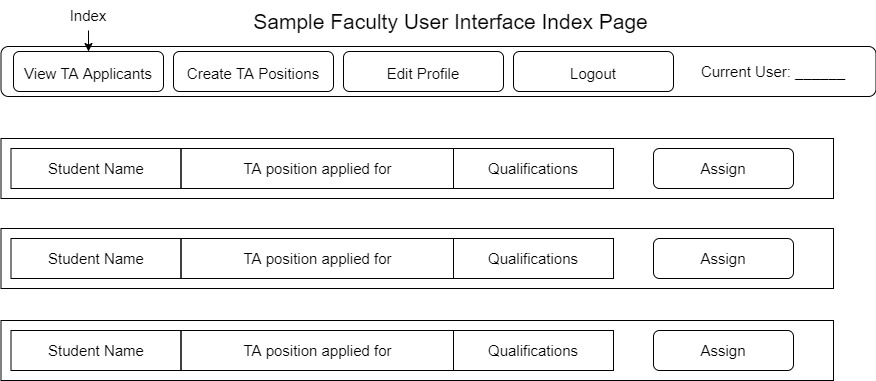 Index
Sample Faculty User Interface Index Page
View TA Applicants Create TA Positions Edit Profile Logout Current User: ______
Student Name TA position applied for Qualifications Assign
Student Name TA position applied for Qualifications Assign
Student Name TA position applied for Qualifications Assign